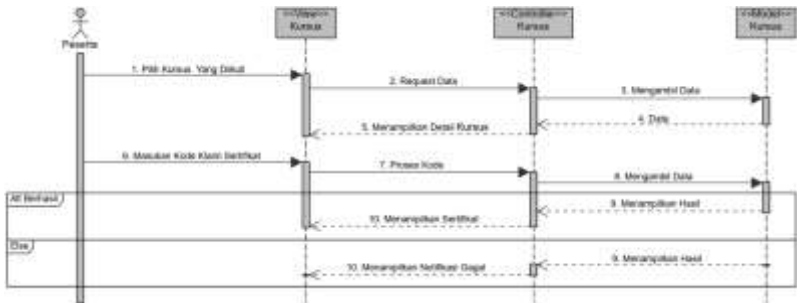 <<View>>
Kursus
<<Controller>>
Kursus
<<Model>>
Kursus
Peserta
1. Pilih Kursus Yang Diikuti
2. Request Data
3. Mengambil Data
4. Data
5. Menampilkan Detail Kursus
6. Masukan Kode Klaim Sertifikat
7. Proses Kode
8. Mengambil Data
Alt Berhasil
9. Menampilkan Hasil
10. Menampilkan Sertifikat
Else
9. Menampilkan Hasil
10. Menampilkan Notifikasi Gagal